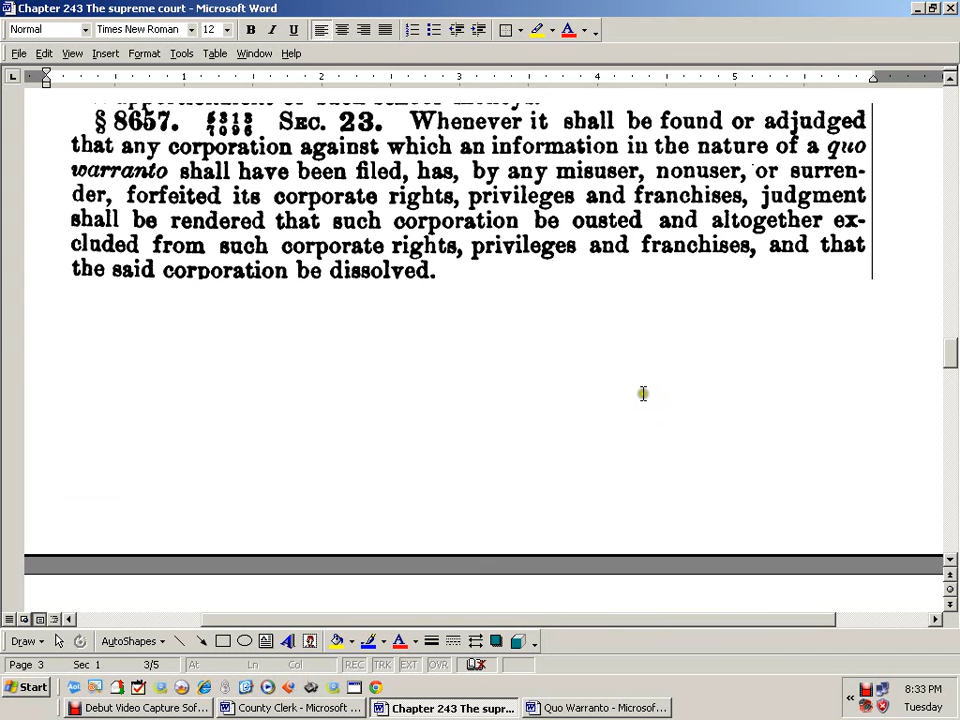 Chapter 243 The supreme court - Microsoft Word
Normal Times New Roman 12 B I U A
File Edit View Insert Format Tools Table Window Help
1 2 3 4 5
§ 8657. SEC. 23. Whenever it shall be found or adjudged
that any corporation against which an information in the nature of a quo
warranto shall have been filed, has, by any misuser, nonuser, or surren-
der, forfeited its corporate rights, privileges and franchises, judgment
shall be rendered that such corporation be ousted and altogether ex-
cluded from such corporate rights, privileges and franchises, and that
the said corporation be dissolved.
Draw AutoShapes A A
Page 3 Sec 1 3/5 At Ln Col REC TRK EXT OVR
Start
8:33 PM
Debut Video Capture Sof... County Clerk - Microsoft ... Chapter 243 The supr... Quo Warranto - Microsof... Tuesday